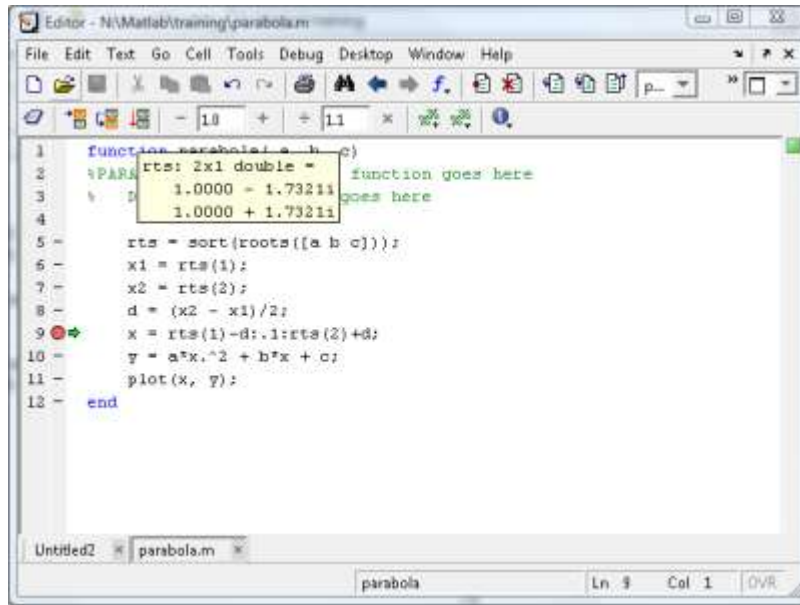 Editor - N:\Matlab\training\parabola.m
File Edit Text Go Cell Tools Debug Desktop Window Help
p...
- 1.0 + ÷ 1.1 ×
1 function parabola( a, b, c)
2 %PARA function goes here
3 % D goes here
rts: 2x1 double =
1.0000 - 1.7321i
1.0000 + 1.7321i
4
5 - rts = sort(roots([a b c]));
6 - x1 = rts(1);
7 - x2 = rts(2);
8 - d = (x2 - x1)/2;
9 x = rts(1)-d:.1:rts(2)+d;
10 - y = a*x.^2 + b*x + c;
11 - plot(x, y);
12 - end
Untitled2 × parabola.m ×
parabola Ln 9 Col 1 OVR